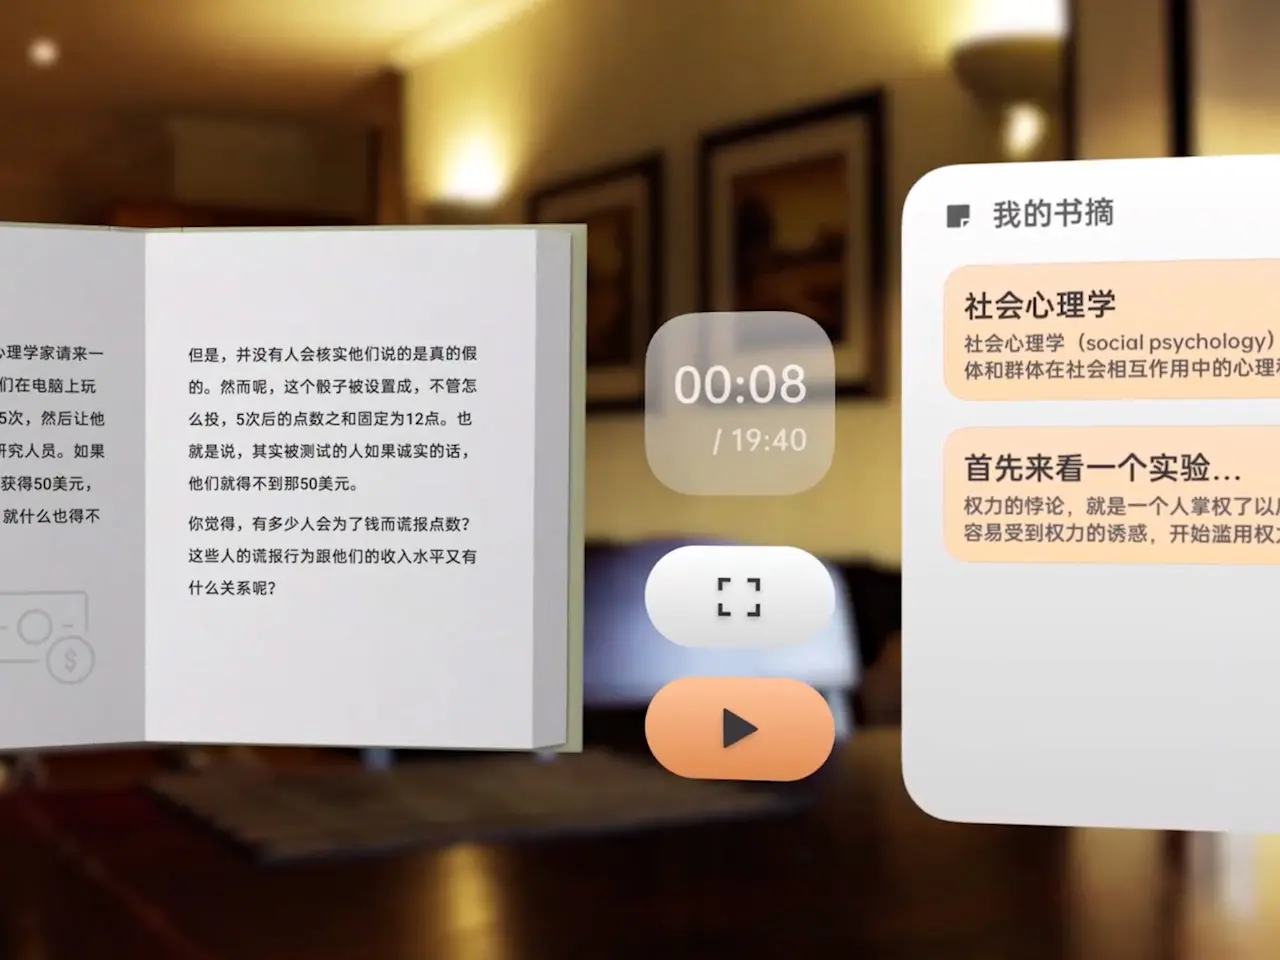 心理学家请来一
们在电脑上玩
5次，然后让他
研究人员。如果
获得50美元，
就什么也得不
但是，并没有人会核实他们说的是真的假
的。然而呢，这个骰子被设置成，不管怎
么投，5次后的点数之和固定为12点。也
就是说，其实被测试的人如果诚实的话，
他们就得不到那50美元。
你觉得，有多少人会为了钱而谎报点数？
这些人的谎报行为跟他们的收入水平又有
什么关系呢？
$
00:08
/ 19:40
我的书摘
社会心理学
社会心理学（social psychology）
体和群体在社会相互作用中的心理
首先来看一个实验...
权力的悖论，就是一个人掌权了以
容易受到权力的诱惑，开始滥用权